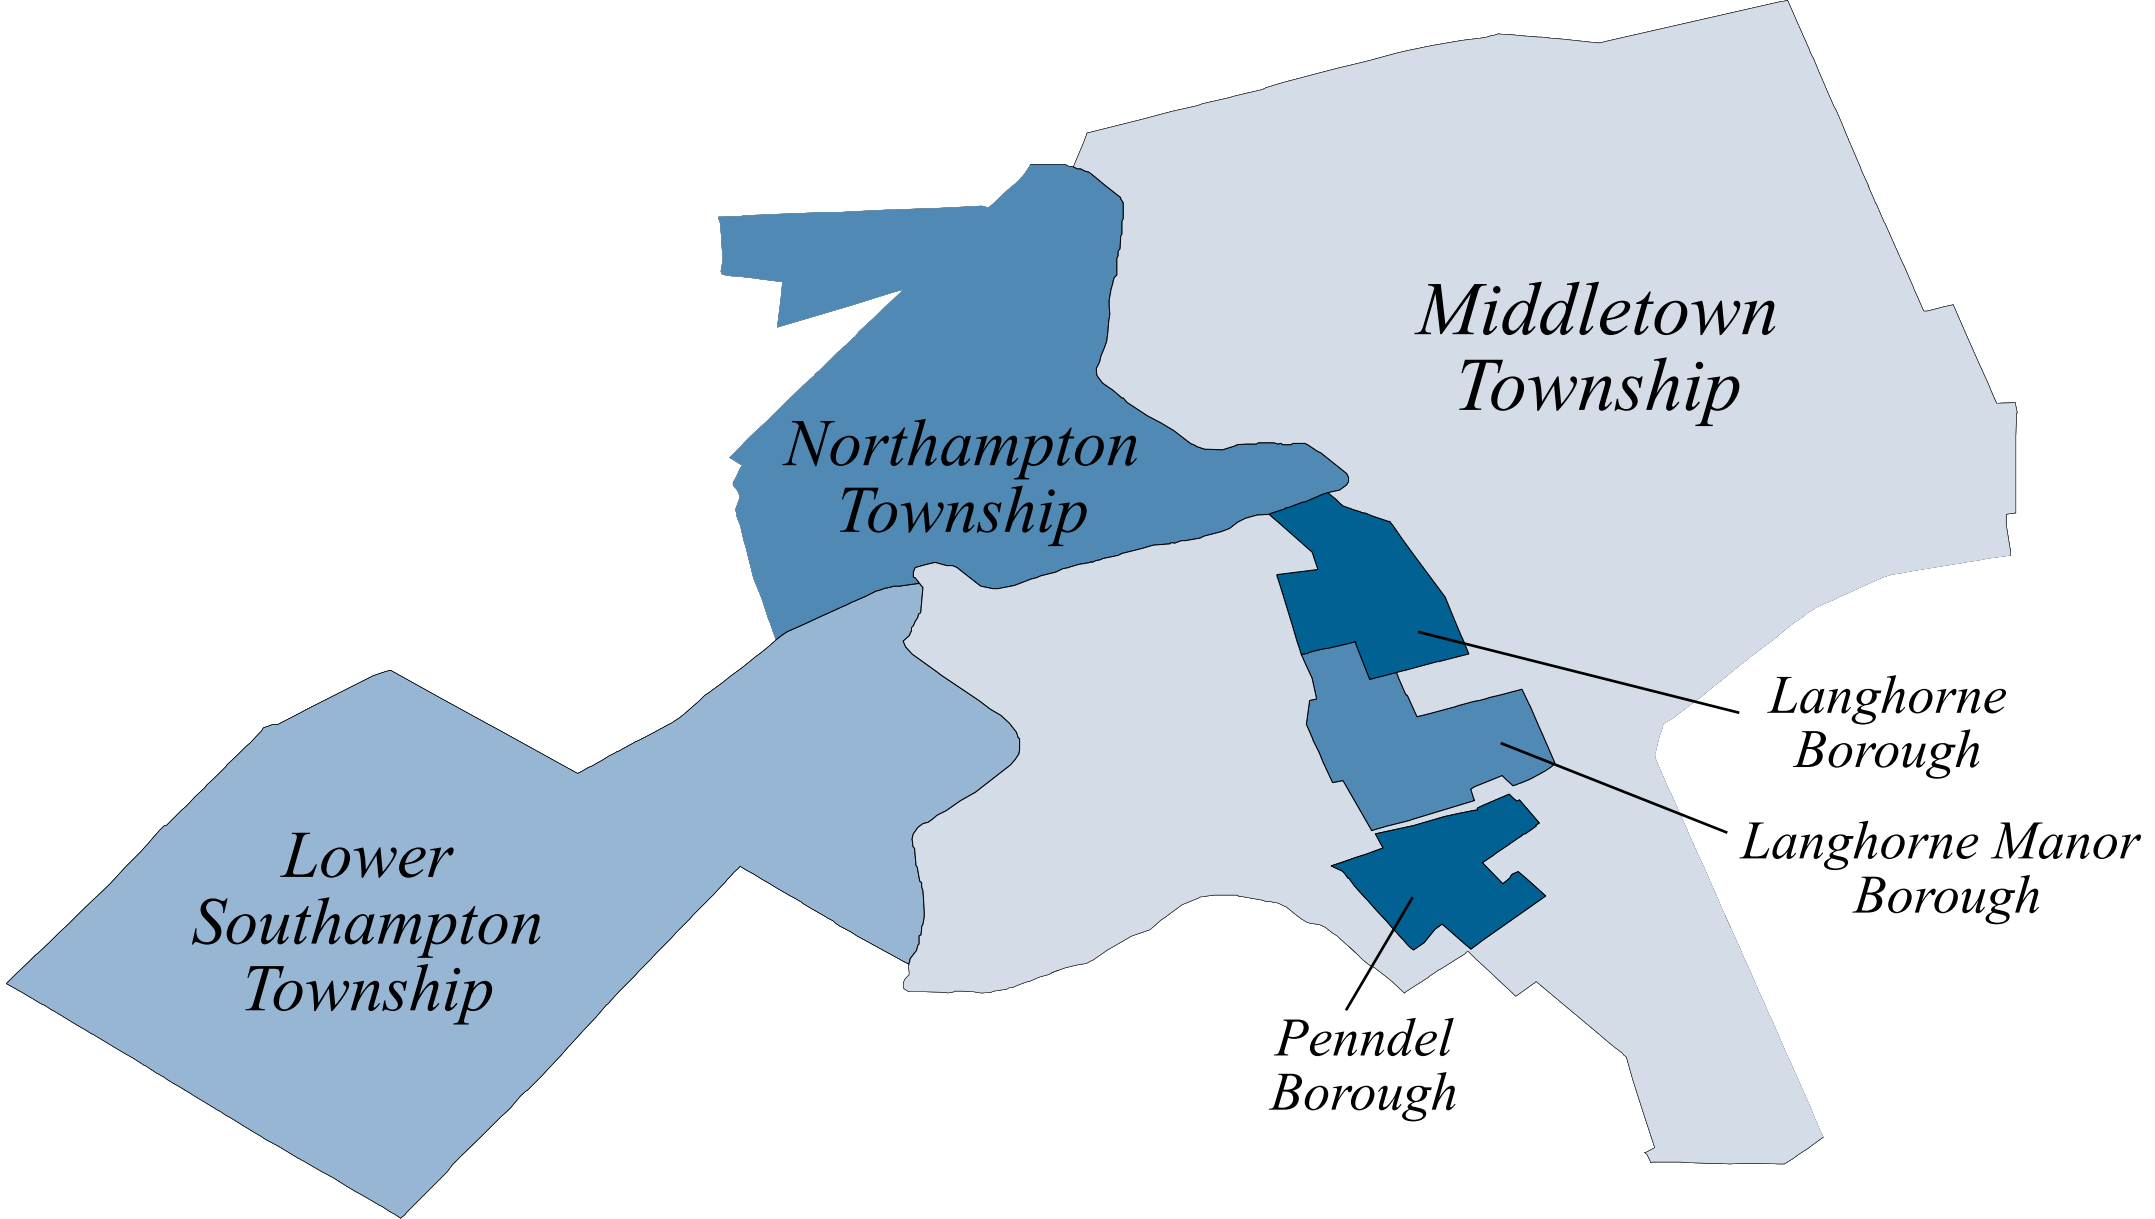 Middletown
Township
Northampton
Township
Langhorne
Borough
Langhorne Manor
Borough
Lower
Southampton
Township
Penndel
Borough